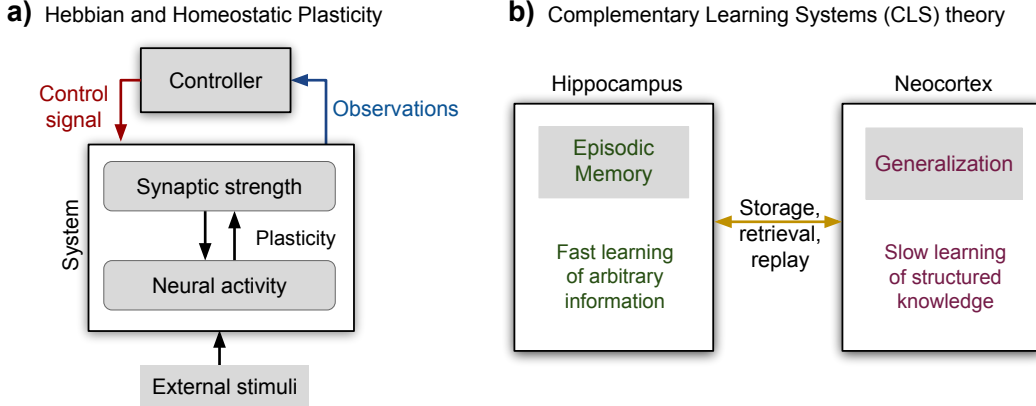 a) Hebbian and Homeostatic Plasticity
Controller
Control
signal
Observations
System
Synaptic strength
Plasticity
Neural activity
External stimuli
b) Complementary Learning Systems (CLS) theory
Hippocampus
Episodic
Memory
Fast learning
of arbitrary
information
Storage,
retrieval,
replay
Neocortex
Generalization
Slow learning
of structured
knowledge